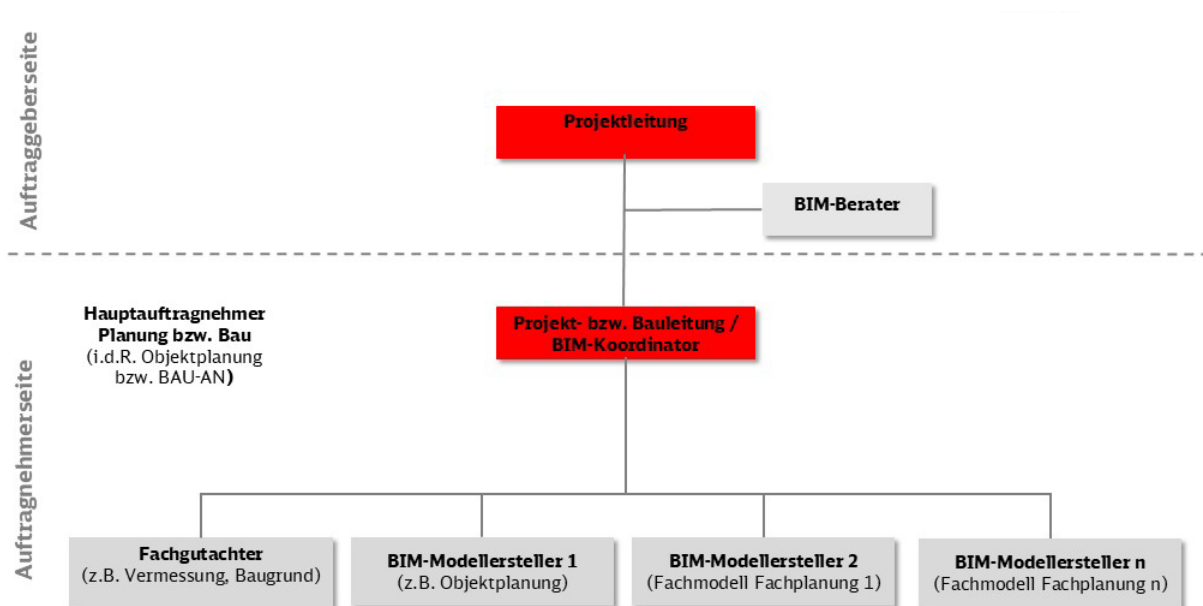 Auftraggeberseite
Projektleitung
BIM-Berater
Auftragnehmerseite
Hauptauftragnehmer
Planung bzw. Bau
(i.d.R. Objektplanung
bzw. BAU-AN)
Projekt- bzw. Bauleitung /
BIM-Koordinator
Fachgutachter
(z.B. Vermessung, Baugrund)
BIM-Modellersteller 1
(z.B. Objektplanung)
BIM-Modellersteller 2
(Fachmodell Fachplanung 1)
BIM-Modellersteller n
(Fachmodell Fachplanung n)